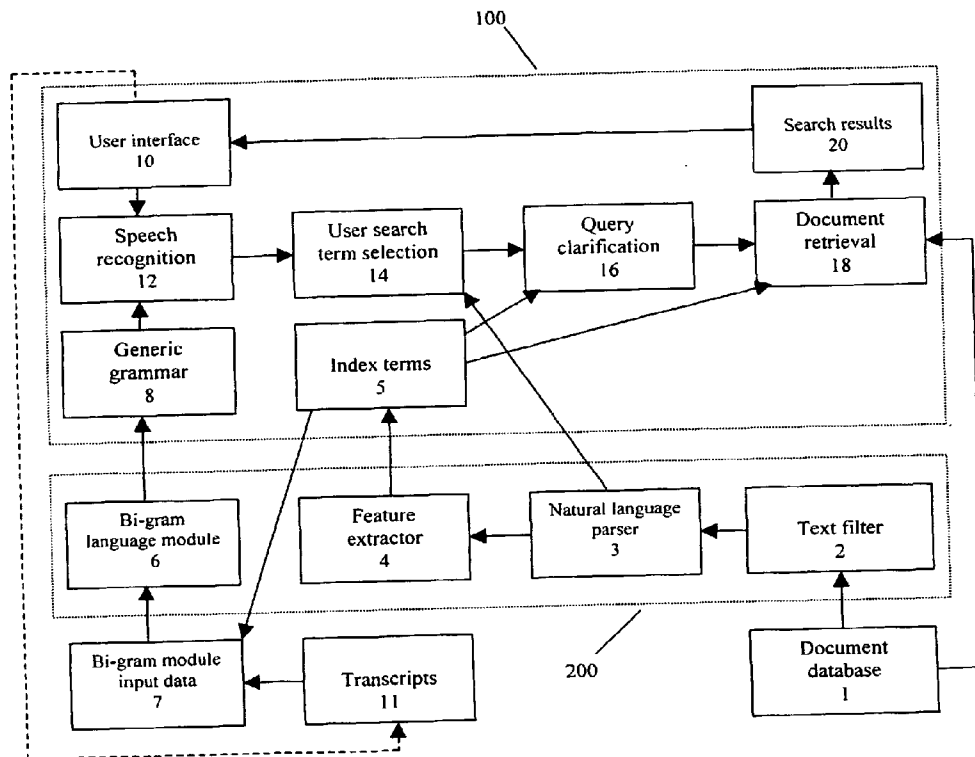 100
User interface
10
Search results
20
Speech
recognition
12
User search
term selection
14
Query
clarification
16
Document
retrieval
18
Generic
grammar
8
Index terms
5
Bi-gram
language module
6
Feature
extractor
4
Natural language
parser
3
Text filter
2
Bi-gram module
input data
7
Transcripts
11
200
Document
database
1